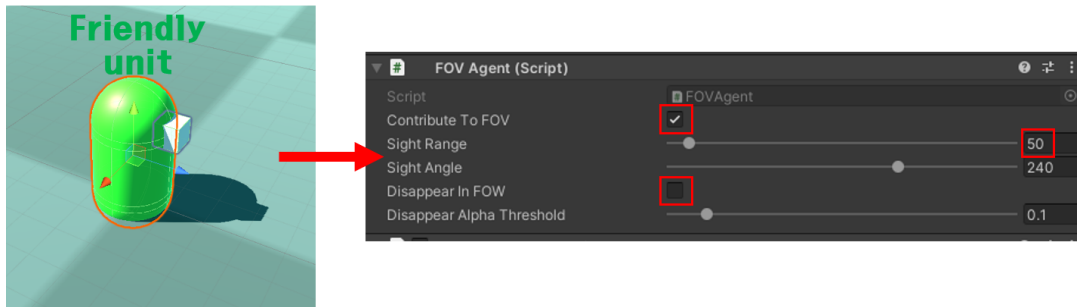 Friendly
unit
FOV Agent (Script)
Script FOVAgent
Contribute To FOV
Sight Range 50
Sight Angle 240
Disappear In FOW
Disappear Alpha Threshold 0.1